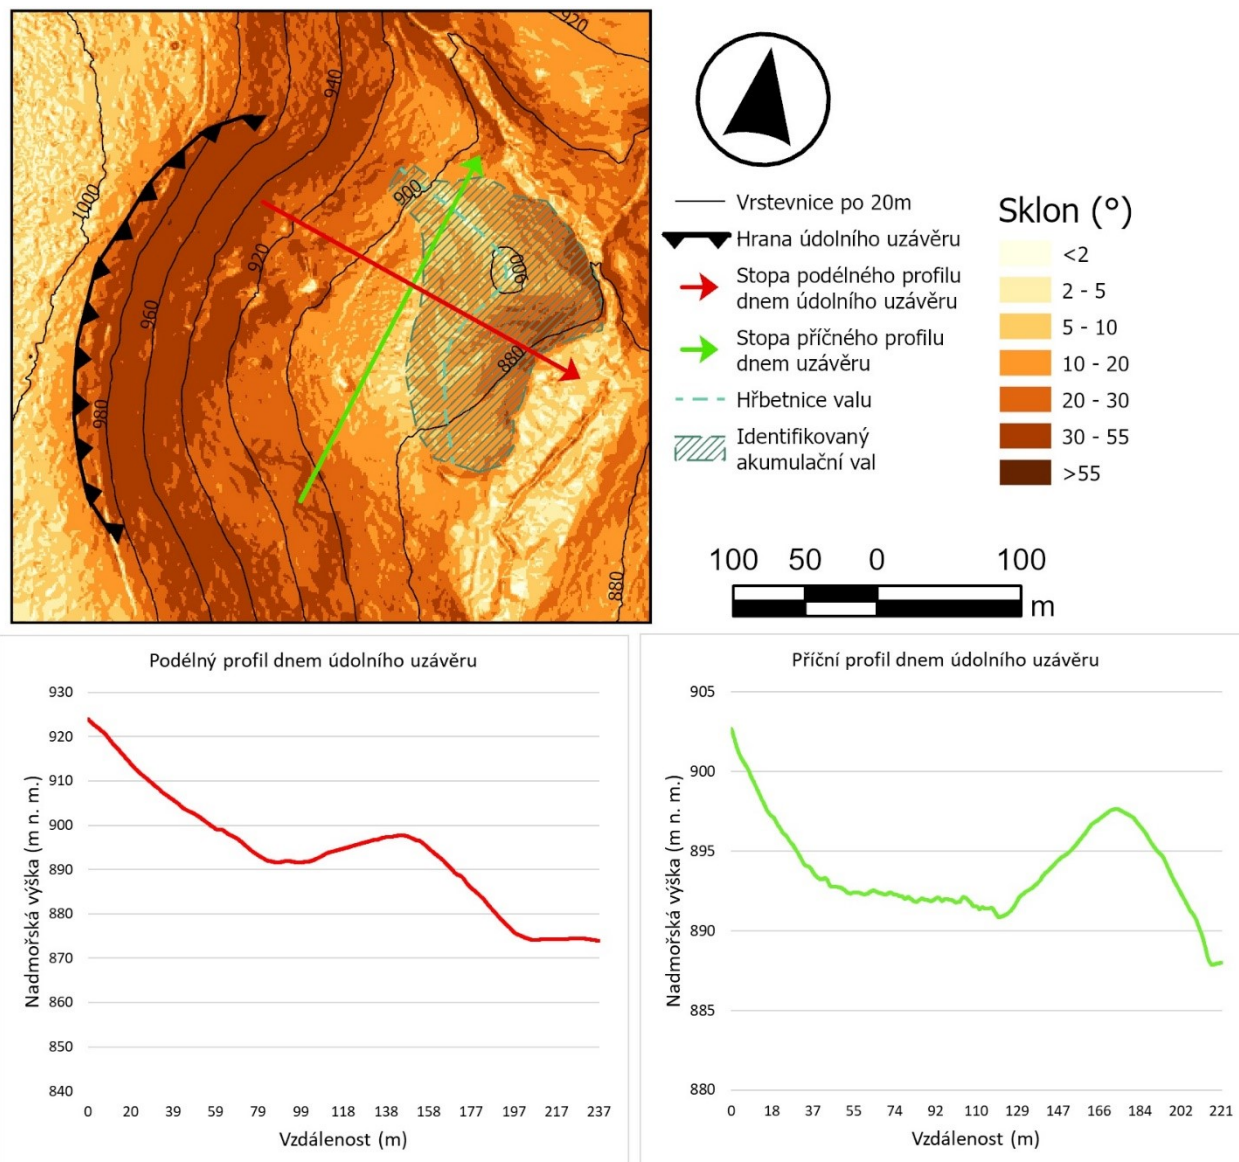 920
940
1000
900
920
900
960
880
980
880
Vrstevnice po 20m
Hrana údolního uzávěru
Stopa podélného profilu
dnem údolního uzávěru
Stopa příčného profilu
dnem uzávěru
Hřbetnice valu
Identifikovaný
akumulační val
Sklon (°)
<2
2 - 5
5 - 10
10 - 20
20 - 30
30 - 55
>55
100 50 0 100
m
Podélný profil dnem údolního uzávěru
Nadmořská výška (m n. m.)
930
920
910
900
890
880
870
860
850
840
0 20 39 59 79 99 118 138 158 177 197 217 237
Vzdálenost (m)
Příční profil dnem údolního uzávěru
Nadmořská výška (m n. m.)
905
900
895
890
885
880
0 18 37 55 74 92 110 129 147 166 184 202 221
Vzdálenost (m)